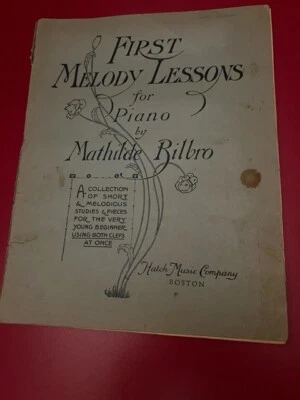 FIRST
MELODY LESSONS
for
Piano
by
Mathilde Bilbro
A COLLECTION
OF SHORT
& MELODIOUS
STUDIES & PIECES
FOR THE VERY
YOUNG BEGINNER,
USING BOTH CLEFS
AT ONCE
Hatch Music Company
BOSTON